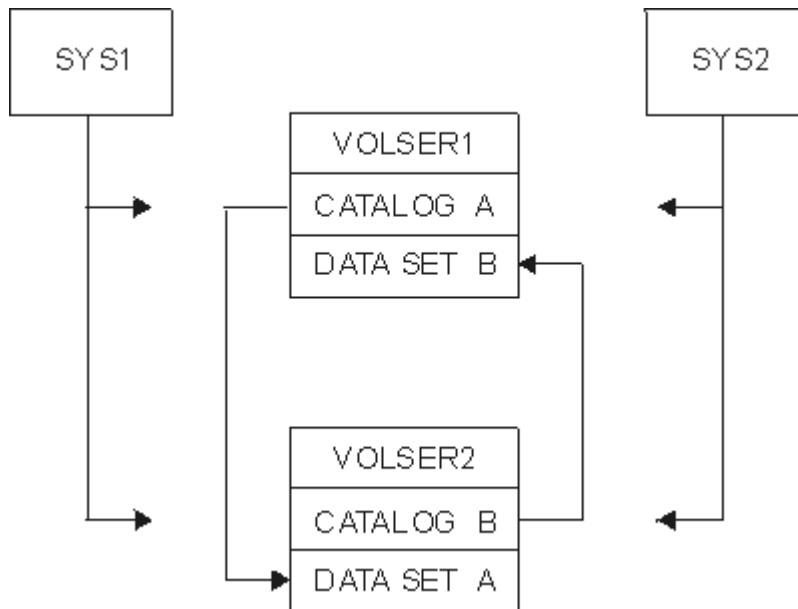 SYS1
SYS2
VOLSER1
CATALOG A
DATA SET B
VOLSER2
CATALOG B
DATA SET A